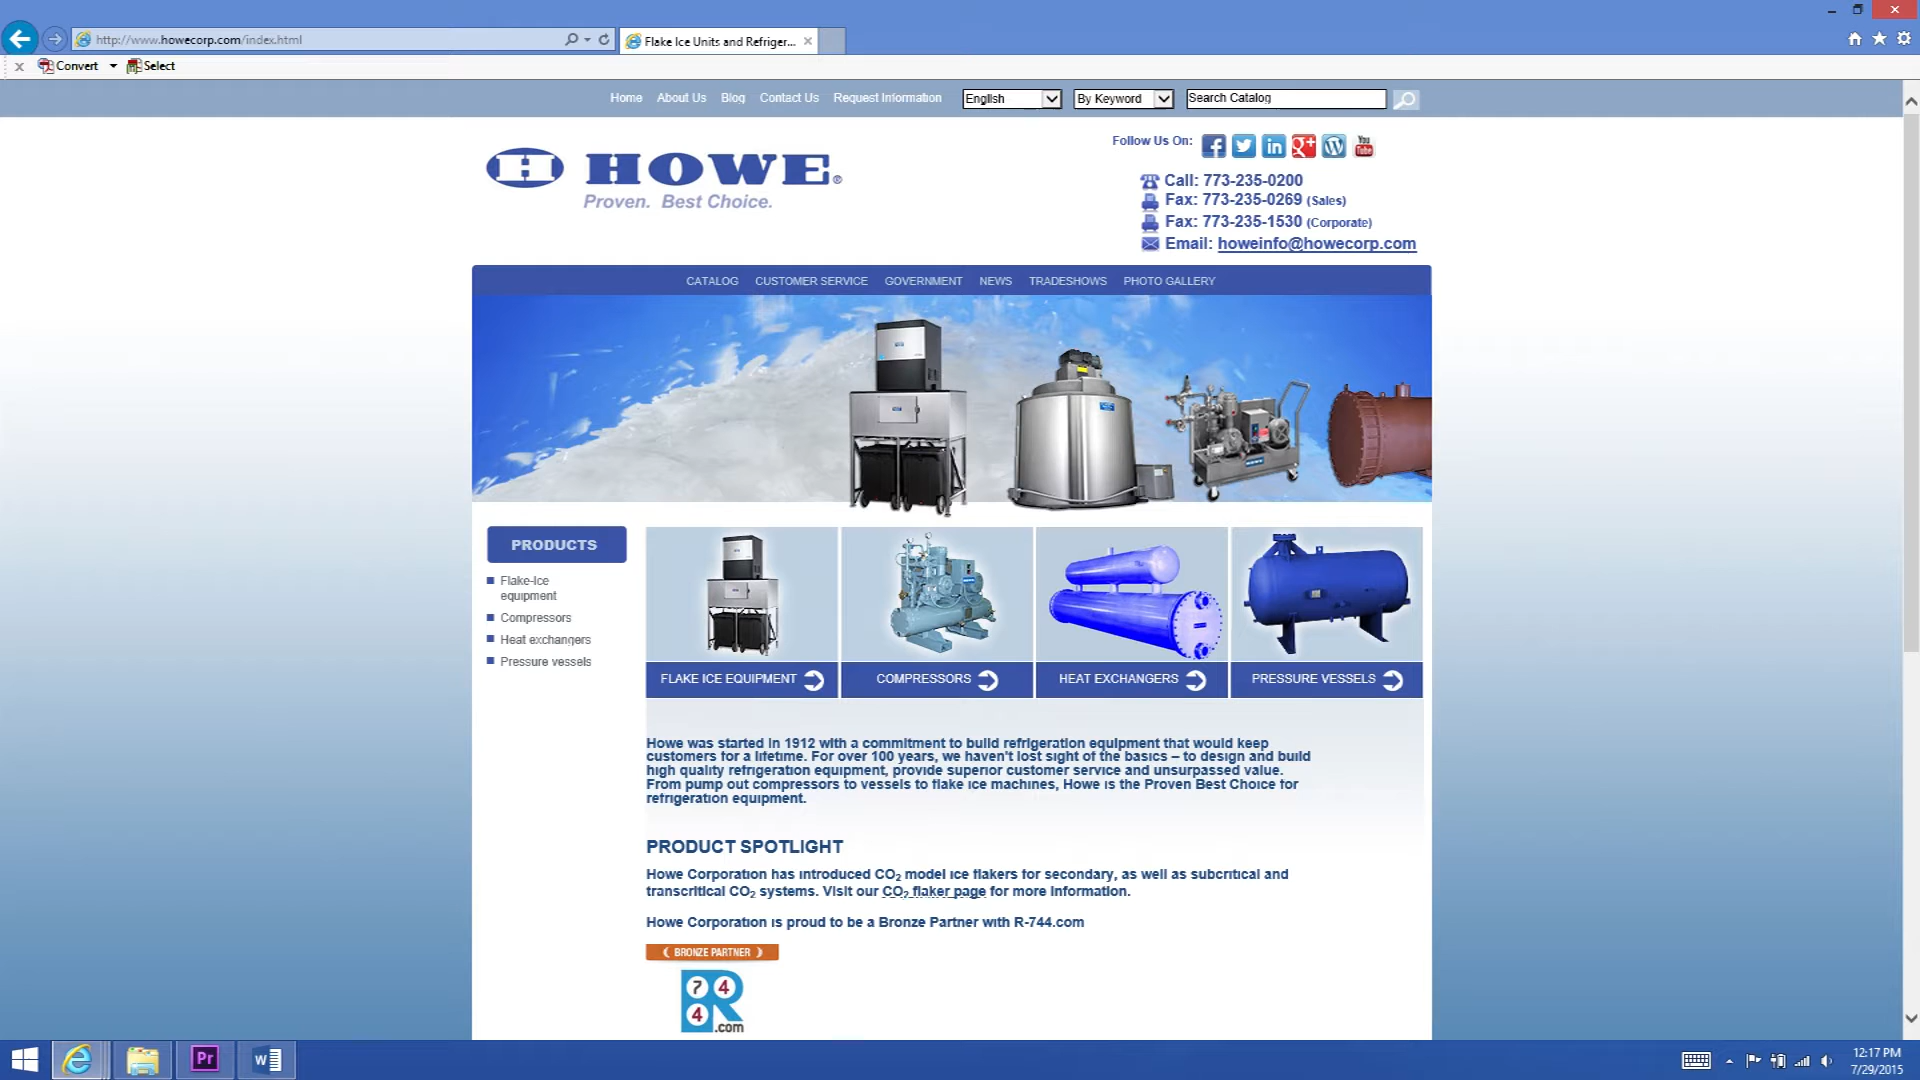 http://www.howecorp.com/index.html
Flake Ice Units and Refriger...
Convert
Select
Home About Us Blog Contact Us Request Information English By Keyword Search Catalog
Follow Us On:
You Tube
H HOWE®
Proven. Best Choice.
Call: 773-235-0200
Fax: 773-235-0269 (Sales)
Fax: 773-235-1530 (Corporate)
Email: howeinfo@howecorp.com
CATALOG CUSTOMER SERVICE GOVERNMENT NEWS TRADESHOWS PHOTO GALLERY
PRODUCTS
Flake-Ice
equipment
Compressors
Heat exchangers
Pressure vessels
FLAKE ICE EQUIPMENT COMPRESSORS HEAT EXCHANGERS PRESSURE VESSELS
Howe was started in 1912 with a commitment to build refrigeration equipment that would keep
customers for a lifetime. For over 100 years, we haven't lost sight of the basics – to design and build
high quality refrigeration equipment, provide superior customer service and unsurpassed value.
From pump out compressors to vessels to flake ice machines, Howe is the Proven Best Choice for
refrigeration equipment.
PRODUCT SPOTLIGHT
Howe Corporation has introduced CO2 model ice flakers for secondary, as well as subcritical and
transcritical CO2 systems. Visit our CO2 flaker page for more information.
Howe Corporation is proud to be a Bronze Partner with R-744.com
BRONZE PARTNER
R 744.com
Pr
12:17 PM
7/29/2015